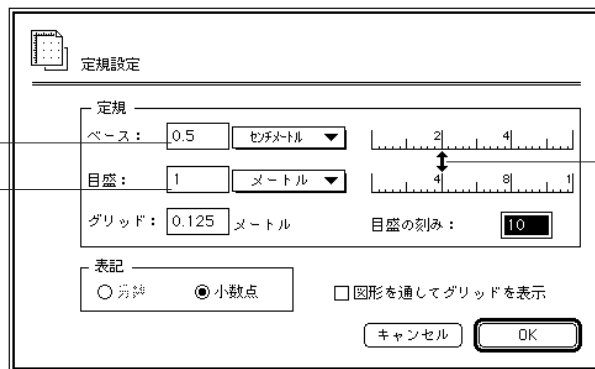 定規設定
定規
ベース： 0.5 センチメートル
2 4
目盛： 1 メートル
4 8 1
グリッド： 0.125 メートル 目盛の刻み： 10
表記
分数 小数点 図形を通してグリッドを表示
キャンセル OK